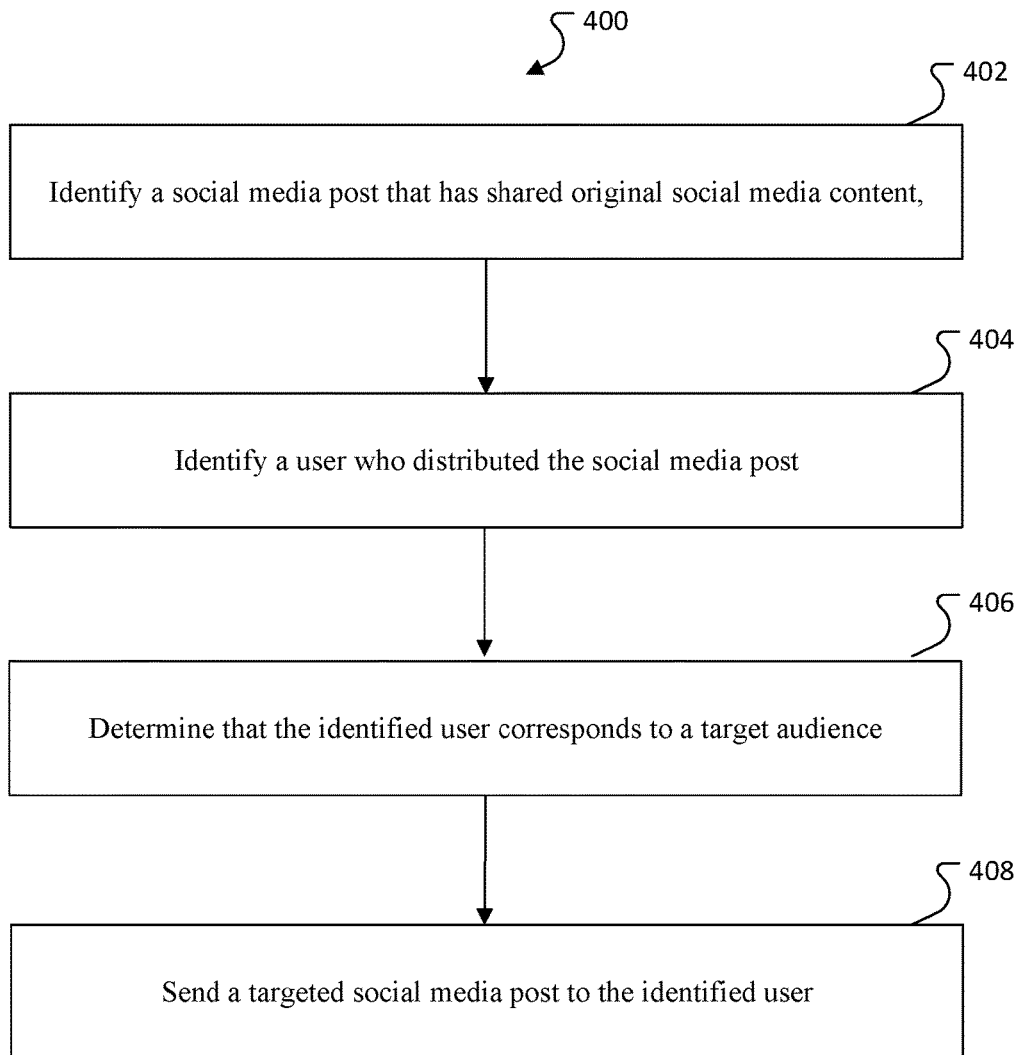 400
402
Identify a social media post that has shared original social media content,
404
Identify a user who distributed the social media post
406
Determine that the identified user corresponds to a target audience
408
Send a targeted social media post to the identified user